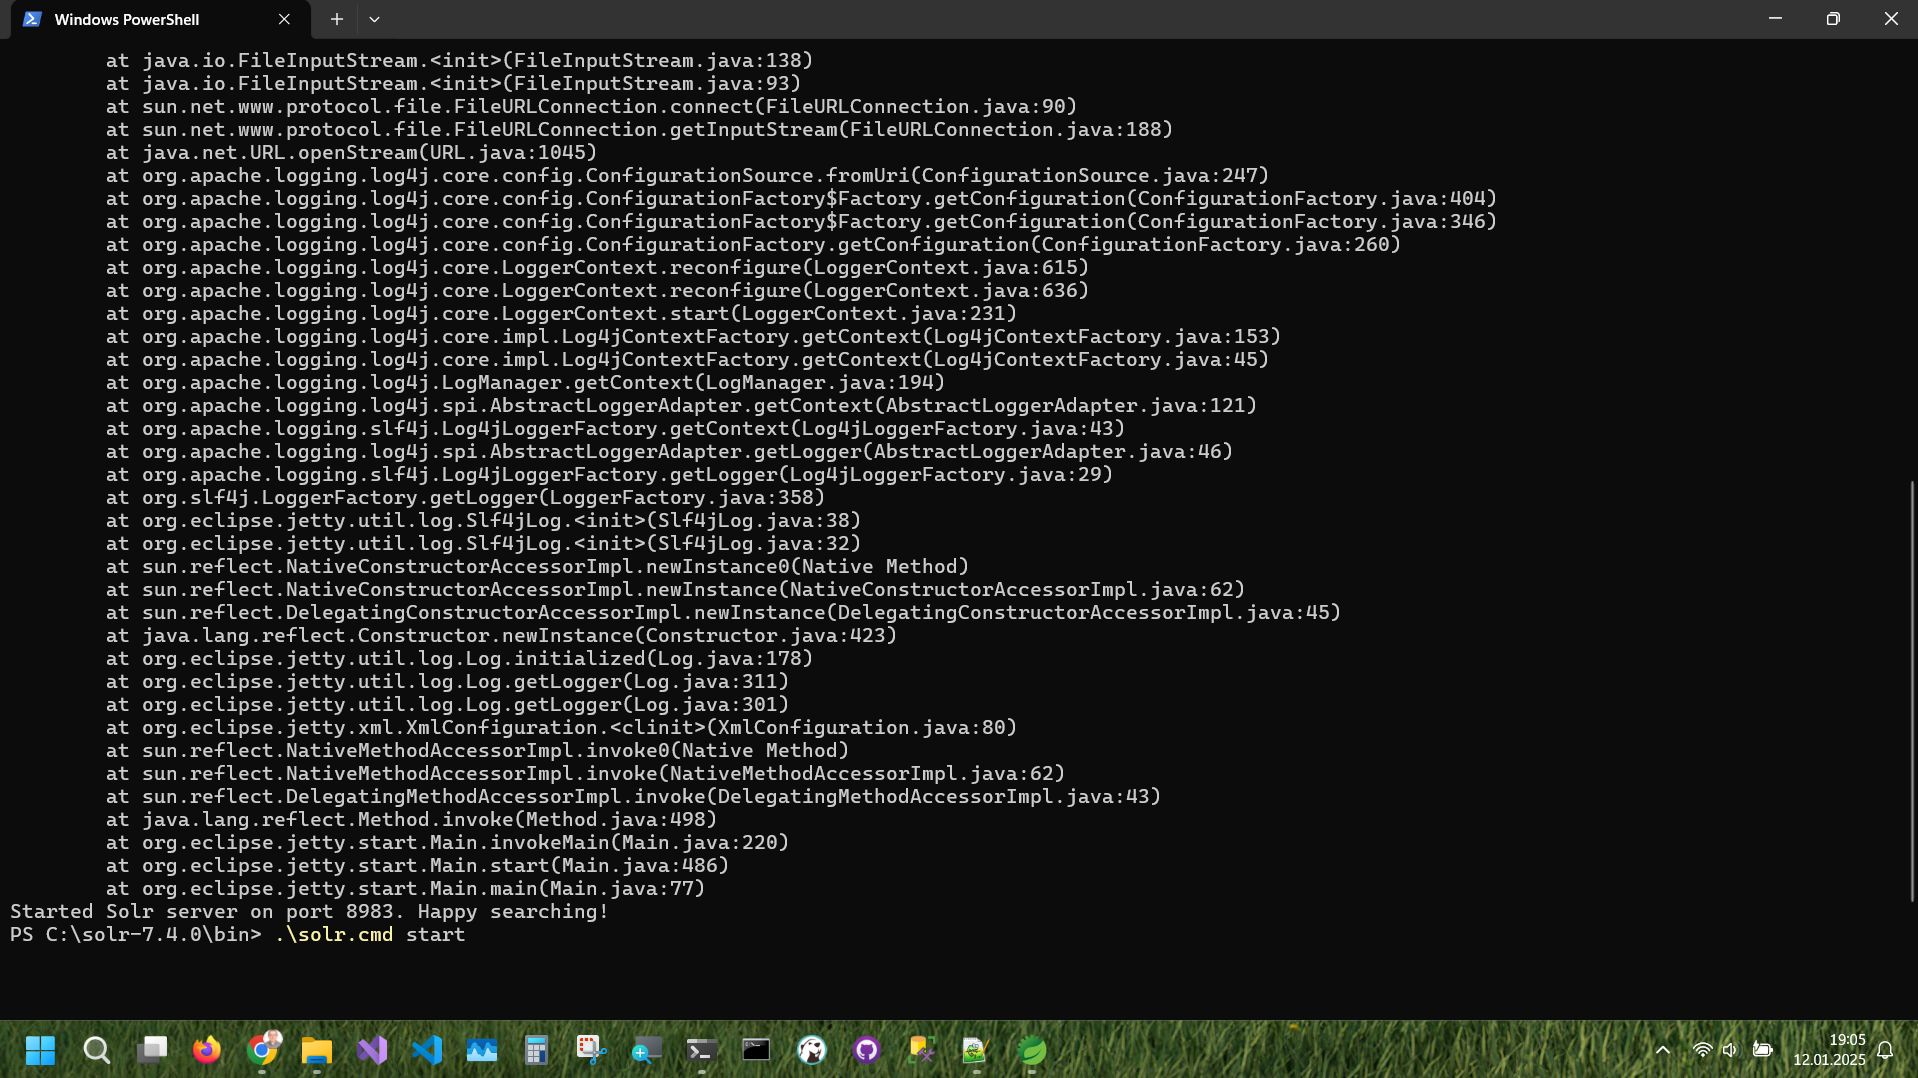 Windows PowerShell
at java.io.FileInputStream.<init>(FileInputStream.java:138)
at java.io.FileInputStream.<init>(FileInputStream.java:93)
at sun.net.www.protocol.file.FileURLConnection.connect(FileURLConnection.java:90)
at sun.net.www.protocol.file.FileURLConnection.getInputStream(FileURLConnection.java:188)
at java.net.URL.openStream(URL.java:1045)
at org.apache.logging.log4j.core.config.ConfigurationSource.fromUri(ConfigurationSource.java:247)
at org.apache.logging.log4j.core.config.ConfigurationFactory$Factory.getConfiguration(ConfigurationFactory.java:404)
at org.apache.logging.log4j.core.config.ConfigurationFactory$Factory.getConfiguration(ConfigurationFactory.java:346)
at org.apache.logging.log4j.core.config.ConfigurationFactory.getConfiguration(ConfigurationFactory.java:260)
at org.apache.logging.log4j.core.LoggerContext.reconfigure(LoggerContext.java:615)
at org.apache.logging.log4j.core.LoggerContext.reconfigure(LoggerContext.java:636)
at org.apache.logging.log4j.core.LoggerContext.start(LoggerContext.java:231)
at org.apache.logging.log4j.core.impl.Log4jContextFactory.getContext(Log4jContextFactory.java:153)
at org.apache.logging.log4j.core.impl.Log4jContextFactory.getContext(Log4jContextFactory.java:45)
at org.apache.logging.log4j.LogManager.getContext(LogManager.java:194)
at org.apache.logging.log4j.spi.AbstractLoggerAdapter.getContext(AbstractLoggerAdapter.java:121)
at org.apache.logging.slf4j.Log4jLoggerFactory.getContext(Log4jLoggerFactory.java:43)
at org.apache.logging.log4j.spi.AbstractLoggerAdapter.getLogger(AbstractLoggerAdapter.java:46)
at org.apache.logging.slf4j.Log4jLoggerFactory.getLogger(Log4jLoggerFactory.java:29)
at org.slf4j.LoggerFactory.getLogger(LoggerFactory.java:358)
at org.eclipse.jetty.util.log.Slf4jLog.<init>(Slf4jLog.java:38)
at org.eclipse.jetty.util.log.Slf4jLog.<init>(Slf4jLog.java:32)
at sun.reflect.NativeConstructorAccessorImpl.newInstance0(Native Method)
at sun.reflect.NativeConstructorAccessorImpl.newInstance(NativeConstructorAccessorImpl.java:62)
at sun.reflect.DelegatingConstructorAccessorImpl.newInstance(DelegatingConstructorAccessorImpl.java:45)
at java.lang.reflect.Constructor.newInstance(Constructor.java:423)
at org.eclipse.jetty.util.log.Log.initialized(Log.java:178)
at org.eclipse.jetty.util.log.Log.getLogger(Log.java:311)
at org.eclipse.jetty.util.log.Log.getLogger(Log.java:301)
at org.eclipse.jetty.xml.XmlConfiguration.<clinit>(XmlConfiguration.java:80)
at sun.reflect.NativeMethodAccessorImpl.invoke0(Native Method)
at sun.reflect.NativeMethodAccessorImpl.invoke(NativeMethodAccessorImpl.java:62)
at sun.reflect.DelegatingMethodAccessorImpl.invoke(DelegatingMethodAccessorImpl.java:43)
at java.lang.reflect.Method.invoke(Method.java:498)
at org.eclipse.jetty.start.Main.invokeMain(Main.java:220)
at org.eclipse.jetty.start.Main.start(Main.java:486)
at org.eclipse.jetty.start.Main.main(Main.java:77)
Started Solr server on port 8983. Happy searching!
PS C:\solr-7.4.0\bin> .\solr.cmd start
19:05
12.01.2025